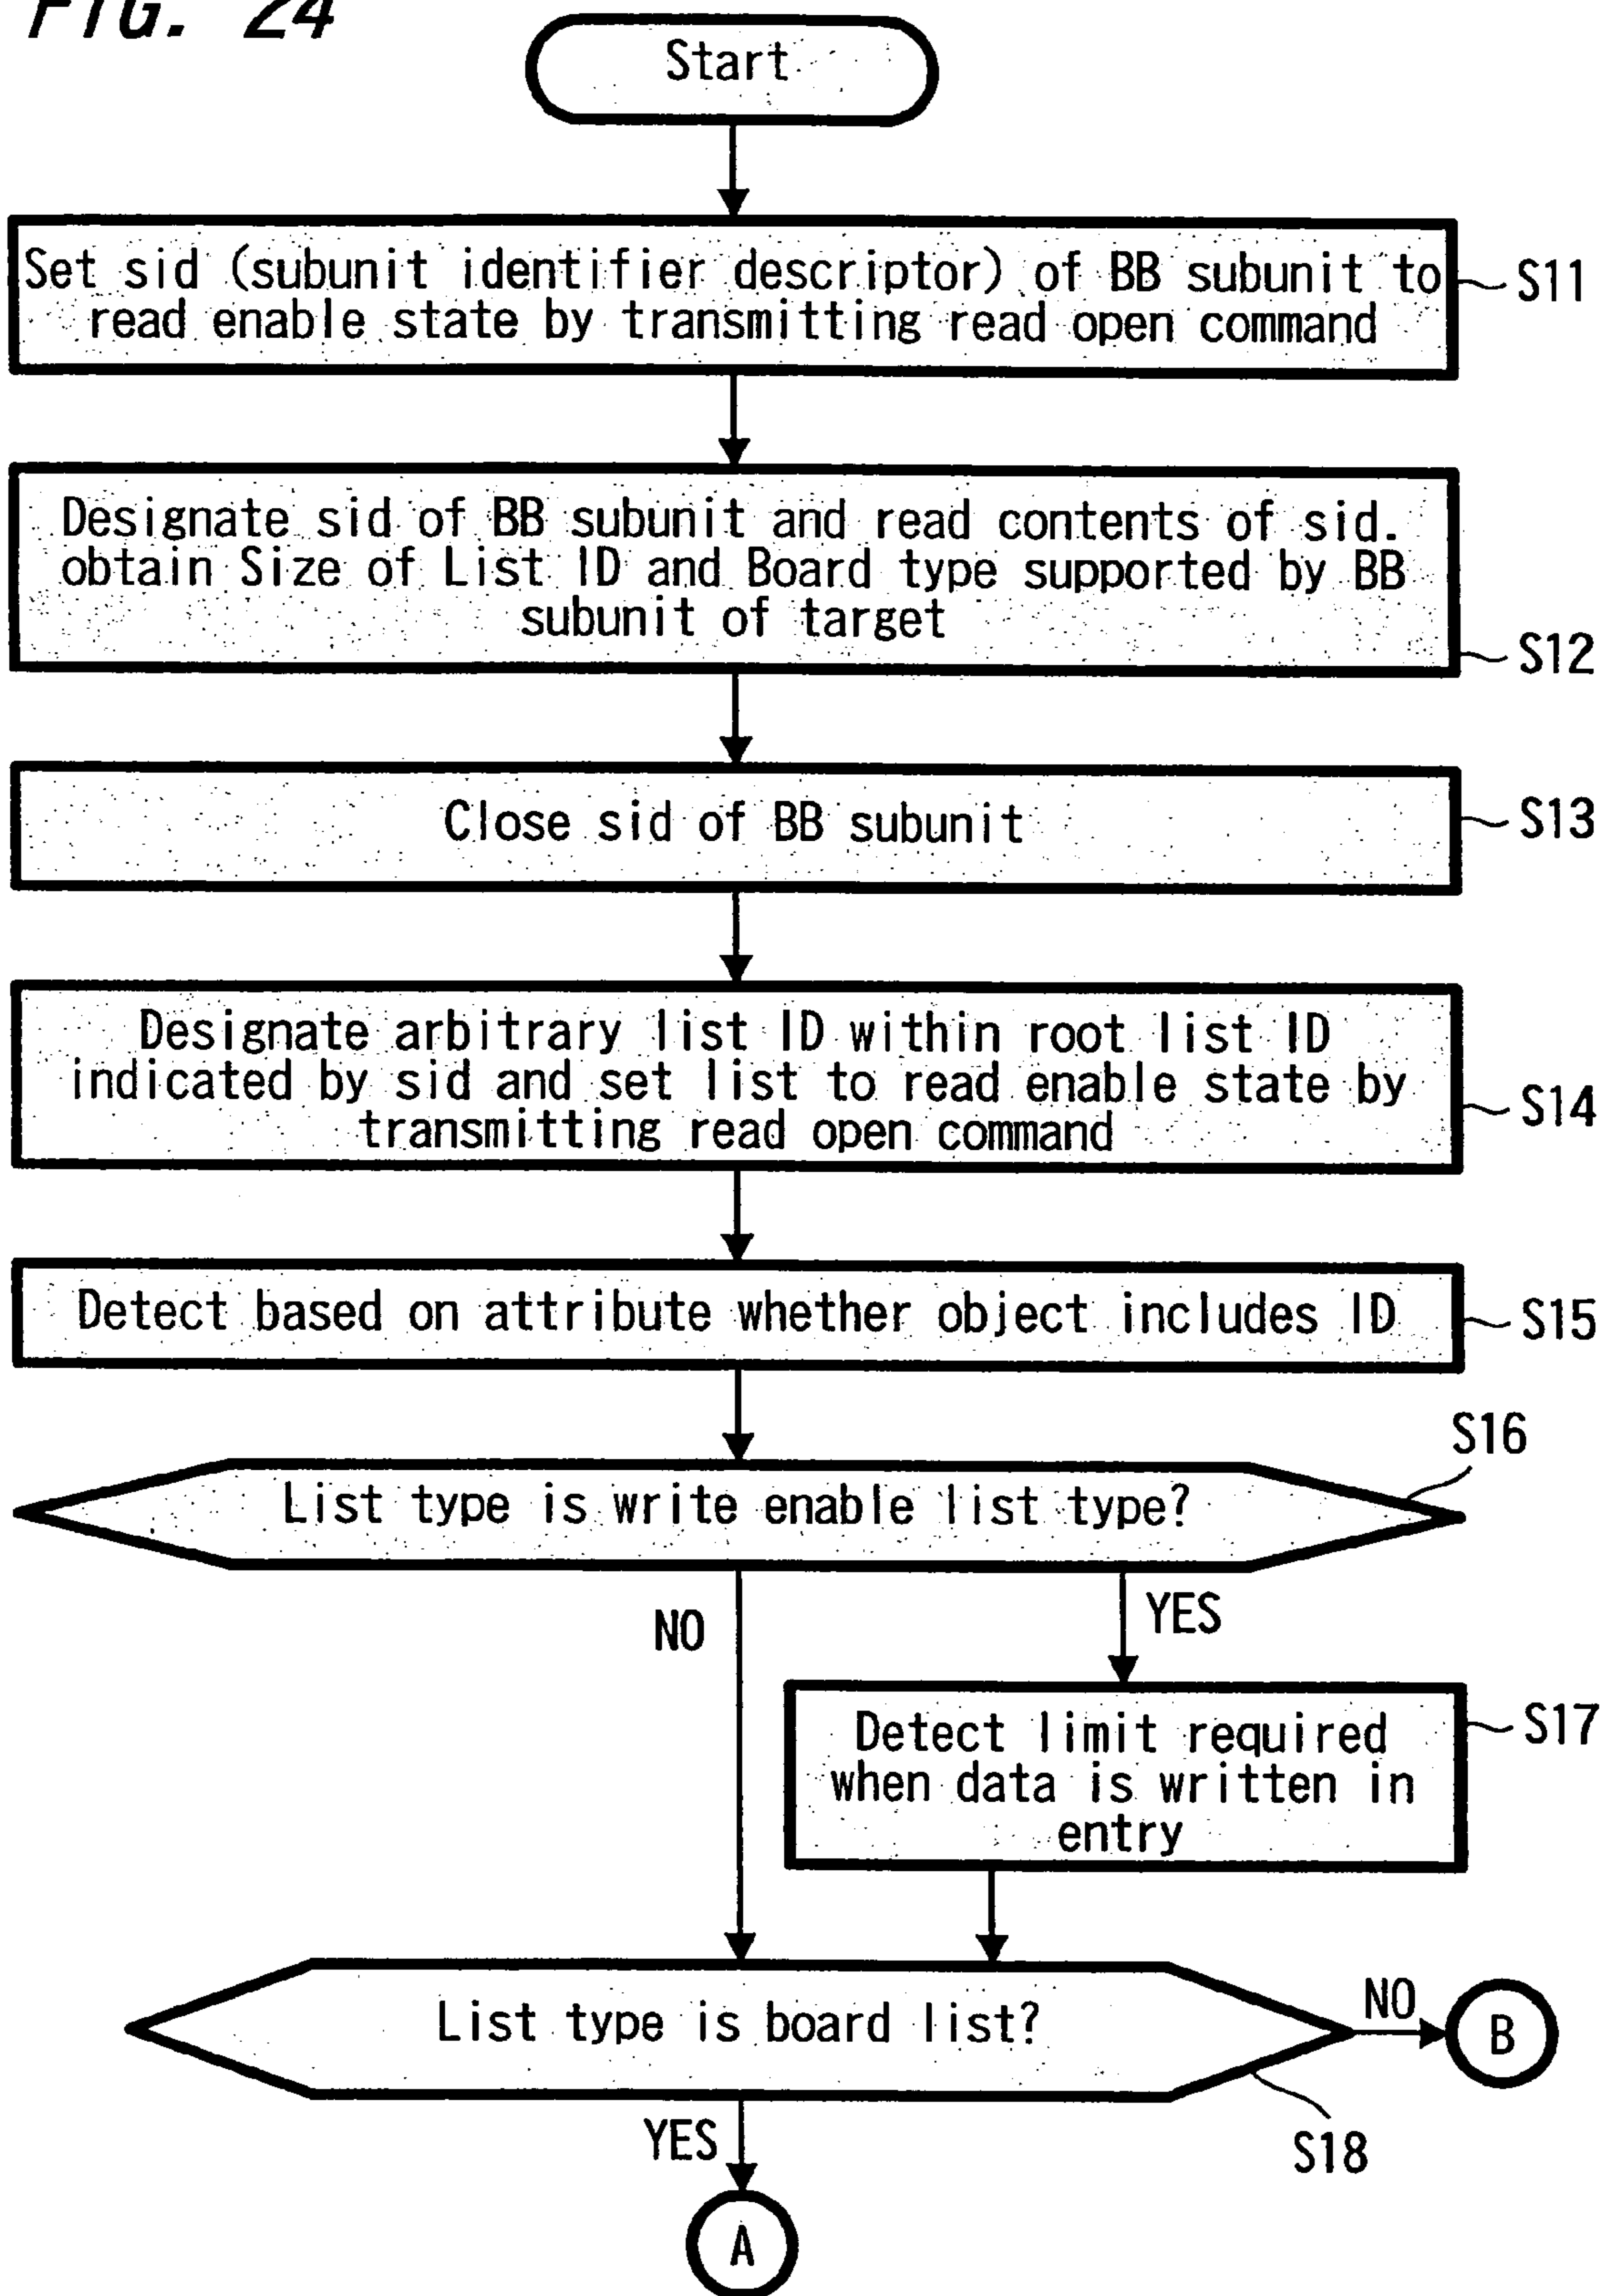 FIG. 24
Start
Set sid (subunit identifier descriptor) of BB subunit to
read enable state by transmitting read open command
S11
Designate sid of BB subunit and read contents of sid.
obtain Size of List ID and Board type supported by BB
subunit of target
S12
Close sid of BB subunit
S13
Designate arbitrary list ID within root list ID
indicated by sid and set list to read enable state by
transmitting read open command
S14
Detect based on attribute whether object includes ID
S15
S16
List type is write enable list type?
NO
YES
Detect limit required
when data is written in
entry
S17
List type is board list?
NO
B
YES
S18
A